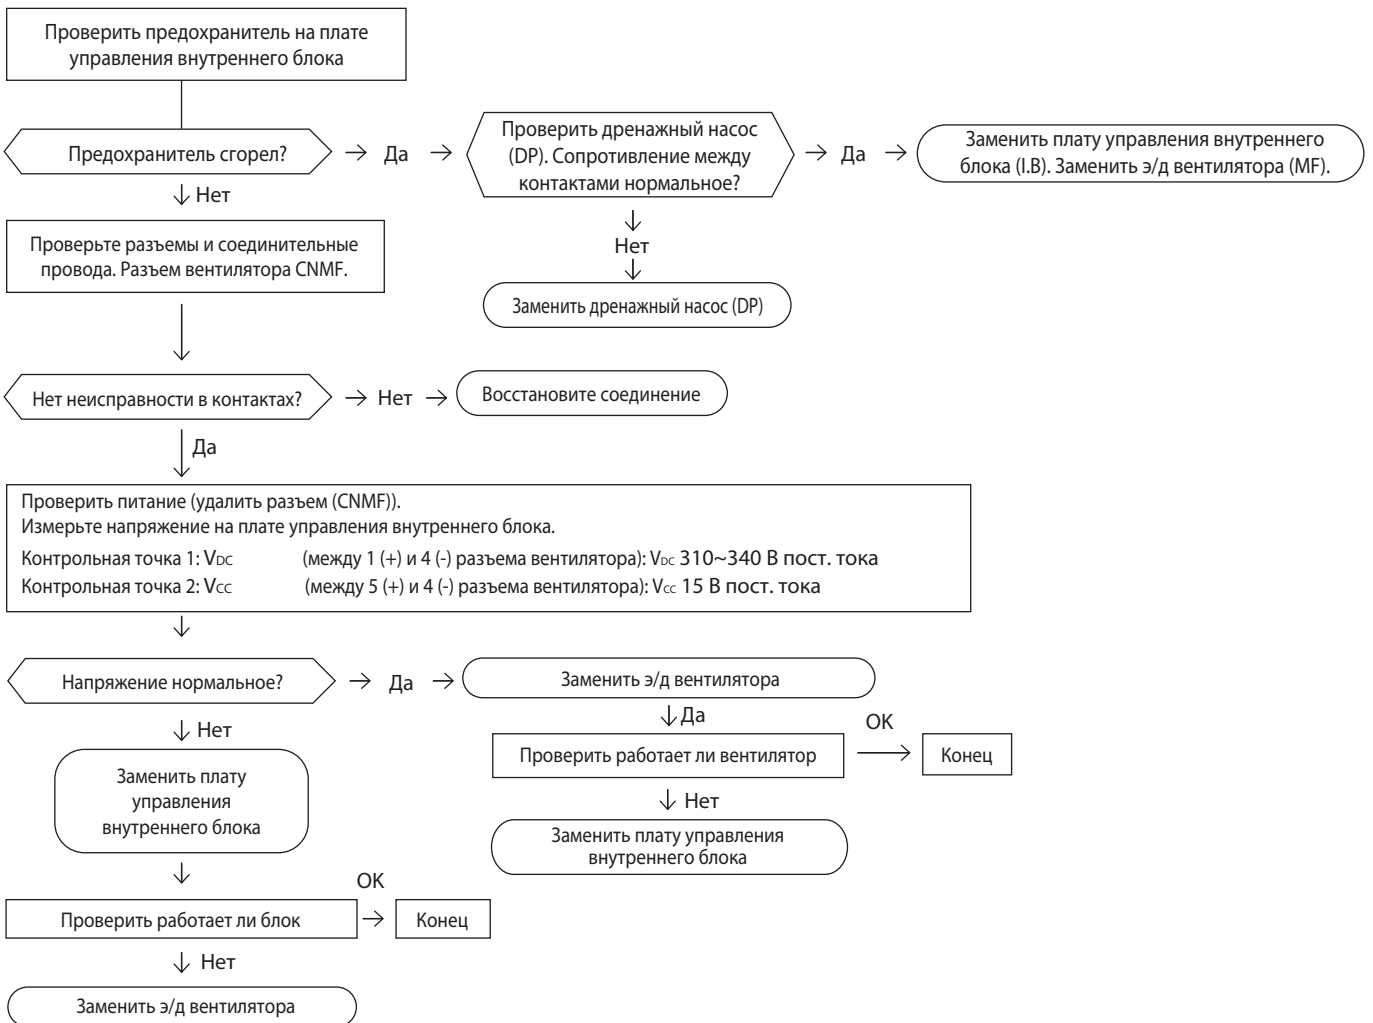 Проверить предохранитель на плате
управления внутреннего блока
Предохранитель сгорел?
Да
Проверить дренажный насос
(DP). Сопротивление между
контактами нормальное?
Да
Заменить плату управления внутреннего
блока (I.B). Заменить э/д вентилятора (MF).
Нет
Нет
Заменить дренажный насос (DP)
Проверьте разъемы и соединительные
провода. Разъем вентилятора CNMF.
Нет неисправности в контактах?
Нет
Восстановите соединение
Да
Проверить питание (удалить разъем (CNMF)).
Измерьте напряжение на плате управления внутреннего блока.
Контрольная точка 1: VDC (между 1 (+) и 4 (-) разъема вентилятора): VDC 310~340 В пост. тока
Контрольная точка 2: VCC (между 5 (+) и 4 (-) разъема вентилятора): VCC 15 В пост. тока
Напряжение нормальное?
Да
Заменить э/д вентилятора
Да
Проверить работает ли вентилятор
OK
Конец
Нет
Заменить плату управления
внутреннего блока
Нет
Заменить плату
управления
внутреннего блока
Проверить работает ли блок
OK
Конец
Нет
Заменить э/д вентилятора